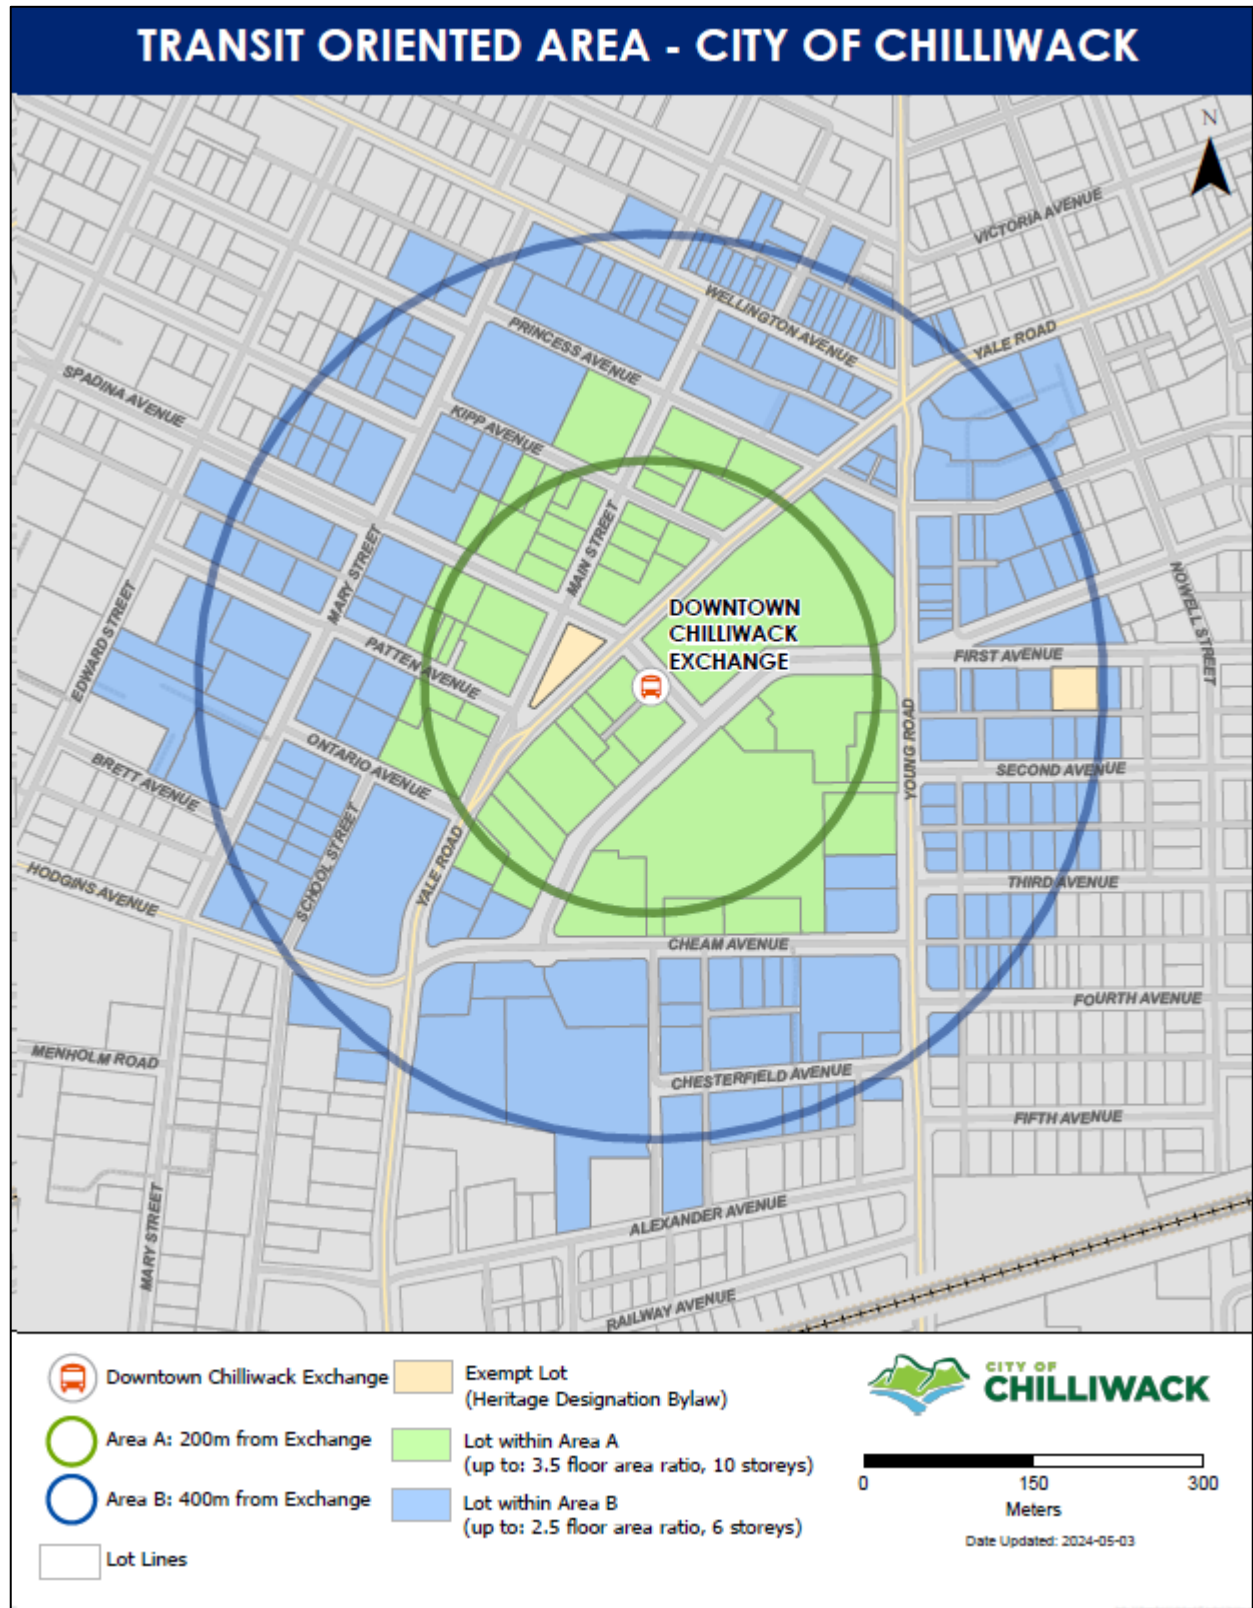 TRANSIT ORIENTED AREA - CITY OF CHILLIWACK
N
VICTORIA AVENUE
WELLINGTON AVENUE
YALE ROAD
PRINCESS AVENUE
SPADINA AVENUE
KIPP AVENUE
MAIN STREET
MARY STREET
NOWELL STREET
EDWARD STREET
DOWNTOWN
CHILLIWACK
EXCHANGE
PATTEN AVENUE
FIRST AVENUE
YOUNG ROAD
ONTARIO AVENUE
BRETT AVENUE
SECOND AVENUE
SCHOOL STREET
YALE ROAD
HODGINS AVENUE
THIRD AVENUE
CHEAM AVENUE
FOURTH AVENUE
MENHOLM ROAD
CHESTERFIELD AVENUE
FIFTH AVENUE
MARY STREET
ALEXANDER AVENUE
RAILWAY AVENUE
Downtown Chilliwack Exchange
Area A: 200m from Exchange
Area B: 400m from Exchange
Lot Lines
Exempt Lot
(Heritage Designation Bylaw)
Lot within Area A
(up to: 3.5 floor area ratio, 10 storeys)
Lot within Area B
(up to: 2.5 floor area ratio, 6 storeys)
CITY OF
CHILLIWACK
0 150 300
Meters
Date Updated: 2024-05-03